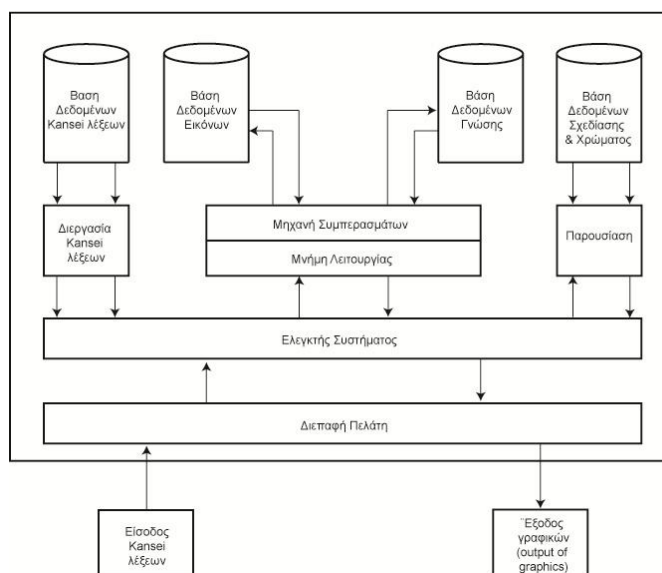 Βαση
Δεδομένων
Kansei λέξεων
Βάση
Δεδομένων
Εικόνων
Βάση
Δεδομένων
Γνώσης
Βάση
Δεδομένων
Σχεδίασης
& Χρώματος
Διεργασία
Kansei
λέξεων
Μηχανή Συμπερασμάτων
Μνήμη Λειτουργίας
Παρουσίαση
Ελεγκτής Συστήματος
Διεπαφή Πελάτη
Είσοδος
Kansei
λέξεων
Έξοδος
γραφικών
(output of
graphics)